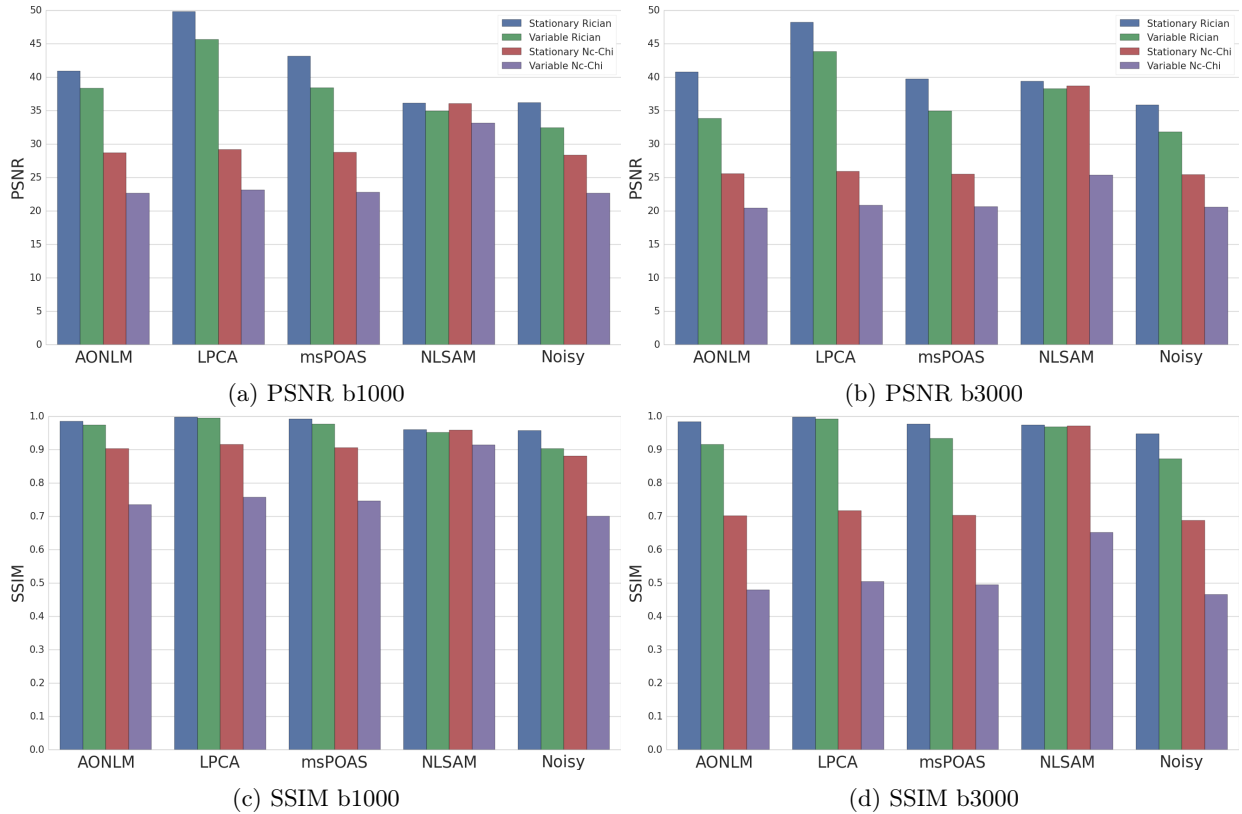 50
45
40
35
30
25
20
15
10
5
0
PSNR
Stationary Rician
Variable Rician
Stationary Nc-Chi
Variable Nc-Chi
AONLM LPCA msPOAS NLSAM Noisy
(a) PSNR b1000
50
45
40
35
30
25
20
15
10
5
0
PSNR
Stationary Rician
Variable Rician
Stationary Nc-Chi
Variable Nc-Chi
AONLM LPCA msPOAS NLSAM Noisy
(b) PSNR b3000
1.0
0.9
0.8
0.7
0.6
0.5
0.4
0.3
0.2
0.1
0.0
SSIM
AONLM LPCA msPOAS NLSAM Noisy
(c) SSIM b1000
1.0
0.9
0.8
0.7
0.6
0.5
0.4
0.3
0.2
0.1
0.0
SSIM
AONLM LPCA msPOAS NLSAM Noisy
(d) SSIM b3000